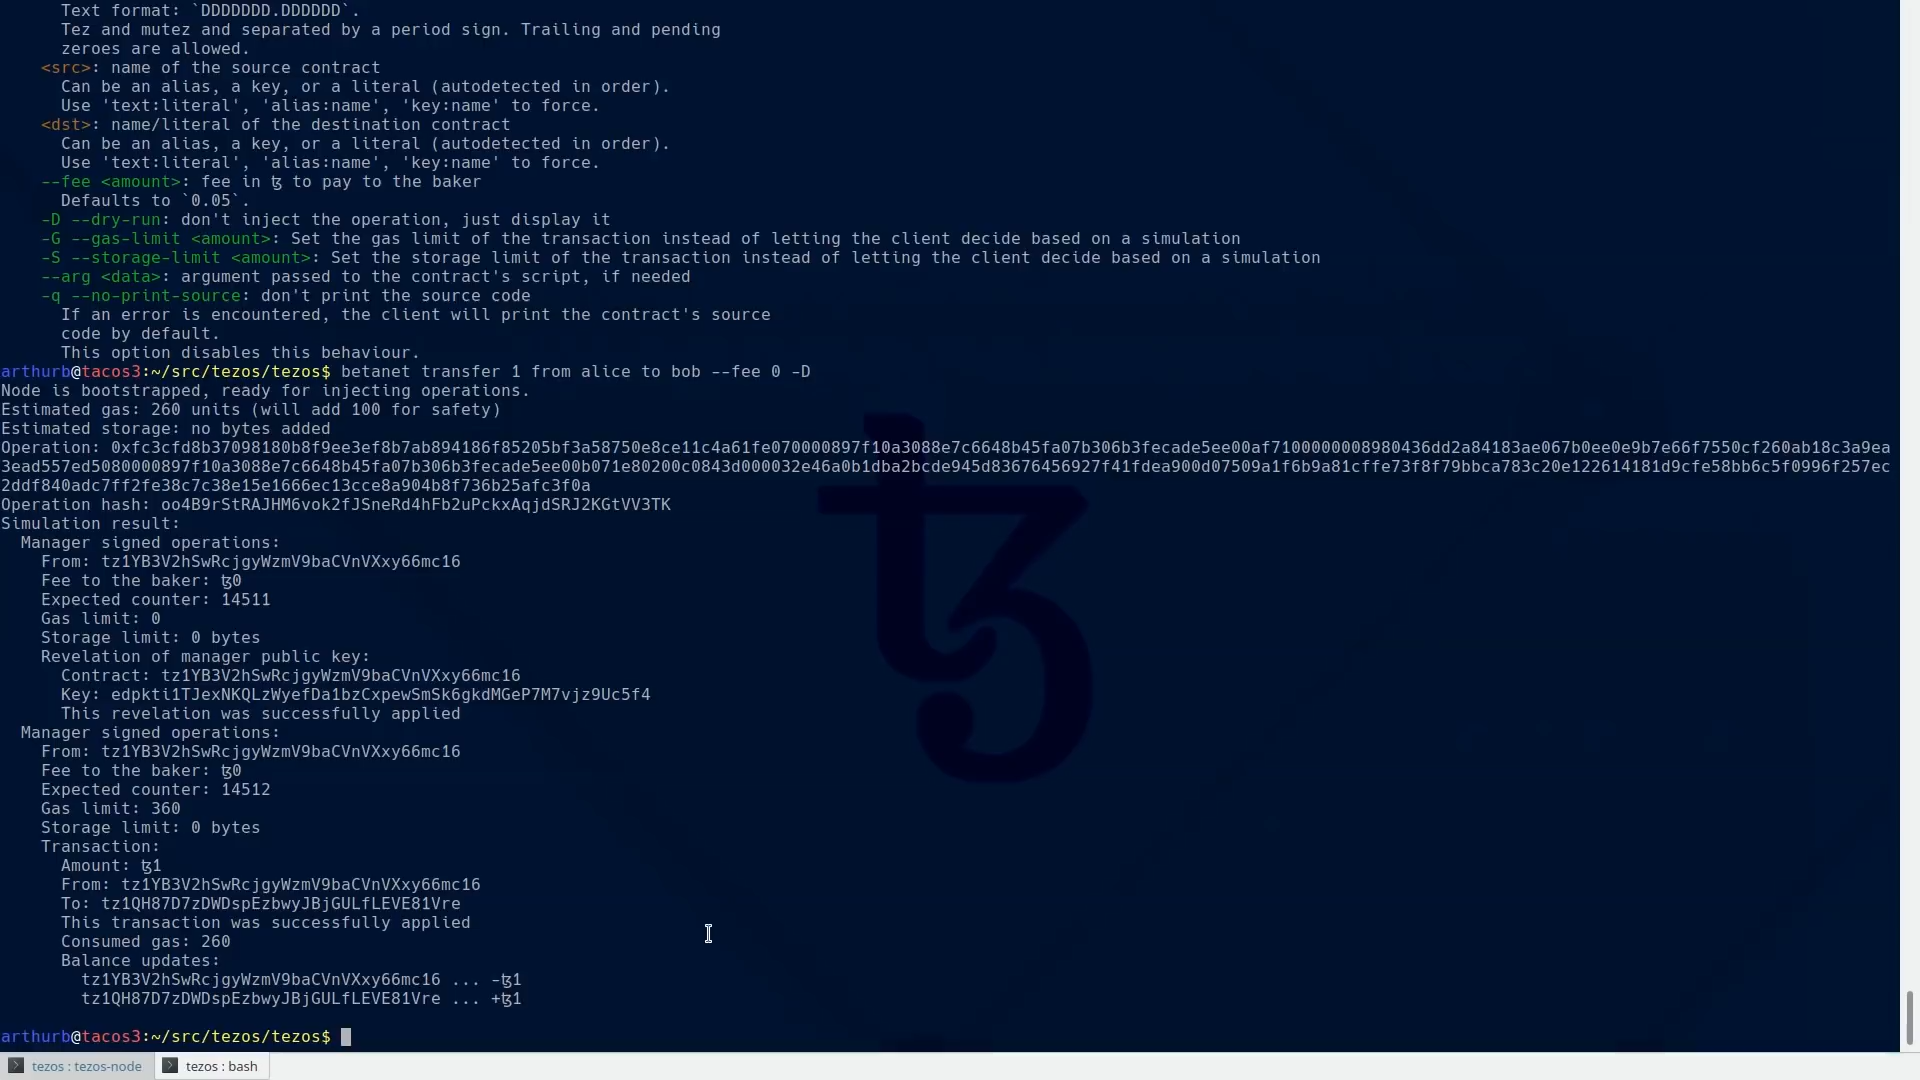 Text format: `DDDDDDD.DDDDDD`.
Tez and mutez and separated by a period sign. Trailing and pending
zeroes are allowed.
<src>: name of the source contract
Can be an alias, a key, or a literal (autodetected in order).
Use 'text:literal', 'alias:name', 'key:name' to force.
<dst>: name/literal of the destination contract
Can be an alias, a key, or a literal (autodetected in order).
Use 'text:literal', 'alias:name', 'key:name' to force.
--fee <amount>: fee in ꜩ to pay to the baker
Defaults to `0.05`.
-D --dry-run: don't inject the operation, just display it
-G --gas-limit <amount>: Set the gas limit of the transaction instead of letting the client decide based on a simulation
-S --storage-limit <amount>: Set the storage limit of the transaction instead of letting the client decide based on a simulation
--arg <data>: argument passed to the contract's script, if needed
-q --no-print-source: don't print the source code
If an error is encountered, the client will print the contract's source
code by default.
This option disables this behaviour.
arthurb@tacos3:~/src/tezos/tezos$ betanet transfer 1 from alice to bob --fee 0 -D
Node is bootstrapped, ready for injecting operations.
Estimated gas: 260 units (will add 100 for safety)
Estimated storage: no bytes added
Operation: 0xfc3cfd8b37098180b8f9ee3ef8b7ab894186f85205bf3a58750e8ce11c4a61fe070000897f10a3088e7c6648b45fa07b306b3fecade5ee00af7100000008980436dd2a84183ae067b0ee0e9b7e66f7550cf260ab18c3a9ea
3ead557ed5080000897f10a3088e7c6648b45fa07b306b3fecade5ee00b071e80200c0843d000032e46a0b1dba2bcde945d83676456927f41fdea900d07509a1f6b9a81cffe73f8f79bbca783c20e122614181d9cfe58bb6c5f0996f257ec
2ddf840adc7ff2fe38c7c38e15e1666ec13cce8a904b8f736b25afc3f0a
Operation hash: oo4B9rStRAJHM6vok2fJSneRd4hFb2uPckxAqjdSRJ2KGtVV3TK
Simulation result:
Manager signed operations:
From: tz1YB3V2hSwRcjgyWzmV9baCVnVXxy66mc16
Fee to the baker: ꜩ0
Expected counter: 14511
Gas limit: 0
Storage limit: 0 bytes
Revelation of manager public key:
Contract: tz1YB3V2hSwRcjgyWzmV9baCVnVXxy66mc16
Key: edpkti1TJexNKQLzWyefDa1bzCxpewSmSk6gkdMGeP7M7vjz9Uc5f4
This revelation was successfully applied
Manager signed operations:
From: tz1YB3V2hSwRcjgyWzmV9baCVnVXxy66mc16
Fee to the baker: ꜩ0
Expected counter: 14512
Gas limit: 360
Storage limit: 0 bytes
Transaction:
Amount: ꜩ1
From: tz1YB3V2hSwRcjgyWzmV9baCVnVXxy66mc16
To: tz1QH87D7zDWDspEzbwyJBjGULfLEVE81Vre
This transaction was successfully applied
Consumed gas: 260
Balance updates:
tz1YB3V2hSwRcjgyWzmV9baCVnVXxy66mc16 ... -ꜩ1
tz1QH87D7zDWDspEzbwyJBjGULfLEVE81Vre ... +ꜩ1
arthurb@tacos3:~/src/tezos/tezos$
tezos : tezos-node
tezos : bash